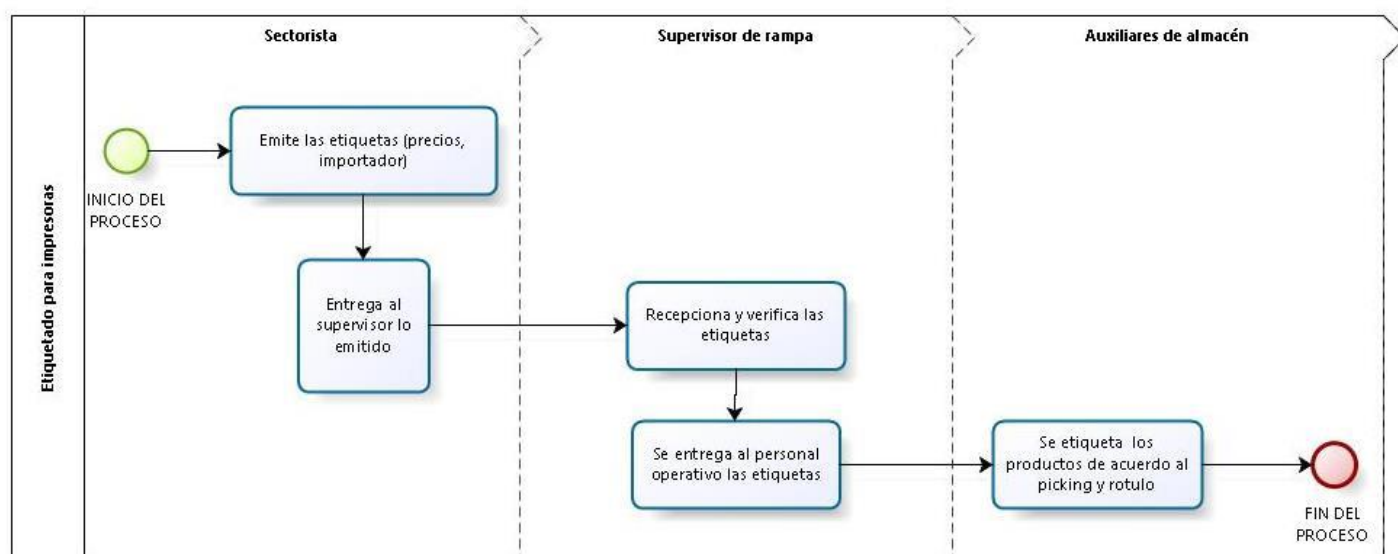 Etiquetado para impresoras
Sectorista
Supervisor de rampa
Auxiliares de almacén
INICIO DEL
PROCESO
Emite las etiquetas (precios,
importador)
Entrega al
supervisor lo
emitido
Recepciona y verifica las
etiquetas
Se entrega al personal
operativo las etiquetas
Se etiqueta los
productos de acuerdo al
picking y rotulo
FIN DEL
PROCESO